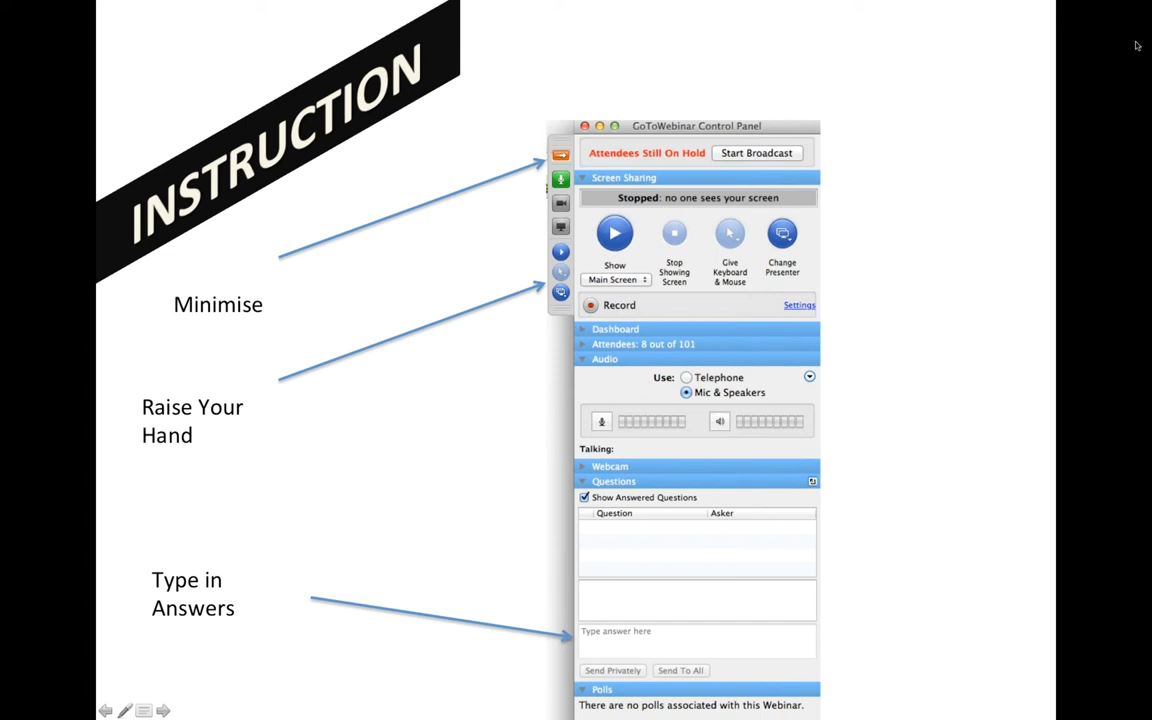 INSTRUCTION
Minimise
Raise Your
Hand
Type in
Answers
GoToWebinar Control Panel
Attendees Still On Hold
Start Broadcast
Screen Sharing
Stopped: no one sees your screen
Show
Stop
Showing
Screen
Give
Keyboard
& Mouse
Change
Presenter
Main Screen
Record
Settings
Dashboard
Attendees: 8 out of 101
Audio
Use: Telephone
Mic & Speakers
Talking:
Webcam
Questions
Show Answered Questions
Question Asker
Type answer here
Send Privately Send To All
Polls
There are no polls associated with this Webinar.